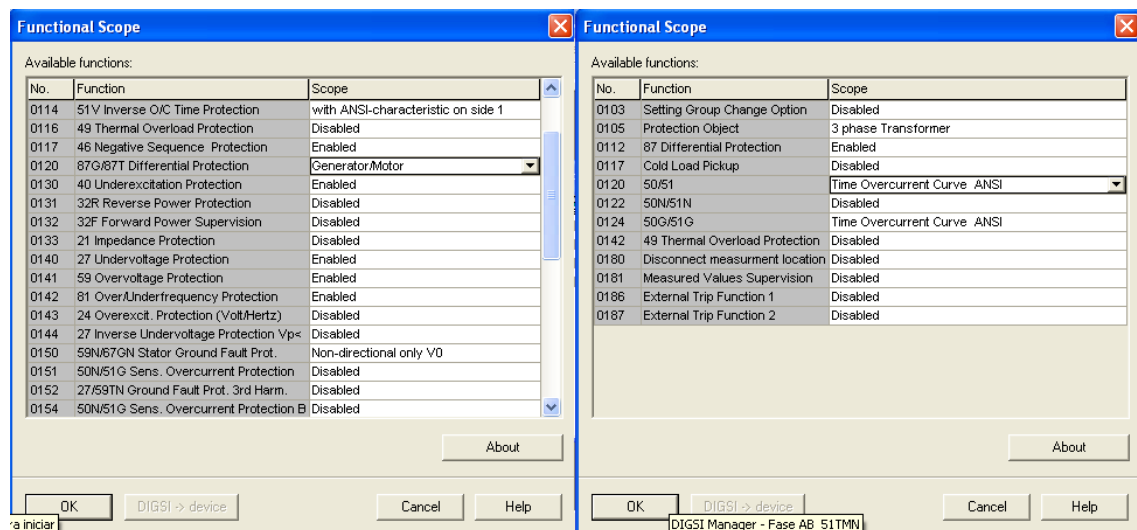 Functional Scope
Available functions:
No. Function Scope
0114 51V Inverse O/C Time Protection with ANSI-characteristic on side 1
0116 49 Thermal Overload Protection Disabled
0117 46 Negative Sequence Protection Enabled
0120 87G/87T Differential Protection Generator/Motor
0130 40 Underexcitation Protection Enabled
0131 32R Reverse Power Protection Disabled
0132 32F Forward Power Supervision Disabled
0133 21 Impedance Protection Disabled
0140 27 Undervoltage Protection Enabled
0141 59 Overvoltage Protection Enabled
0142 81 Over/Underfrequency Protection Enabled
0143 24 Overexcit. Protection (Volt/Hertz) Disabled
0144 27 Inverse Undervoltage Protection Vp< Disabled
0150 59N/67GN Stator Ground Fault Prot. Non-directional only V0
0151 50N/51G Sens. Overcurrent Protection Disabled
0152 27/59TN Ground Fault Prot. 3rd Harm. Disabled
0154 50N/51G Sens. Overcurrent Protection B Disabled
About
OK DIGSI -> device Cancel Help
ra iniciar
Functional Scope
Available functions:
No. Function Scope
0103 Setting Group Change Option Disabled
0105 Protection Object 3 phase Transformer
0112 87 Differential Protection Enabled
0117 Cold Load Pickup Disabled
0120 50/51 Time Overcurrent Curve ANSI
0122 50N/51N Disabled
0124 50G/51G Time Overcurrent Curve ANSI
0142 49 Thermal Overload Protection Disabled
0180 Disconnect measurment location Disabled
0181 Measured Values Supervision Disabled
0186 External Trip Function 1 Disabled
0187 External Trip Function 2 Disabled
About
OK DIGSI -> device Cancel Help
DIGSI Manager - Fase AB 51TMN